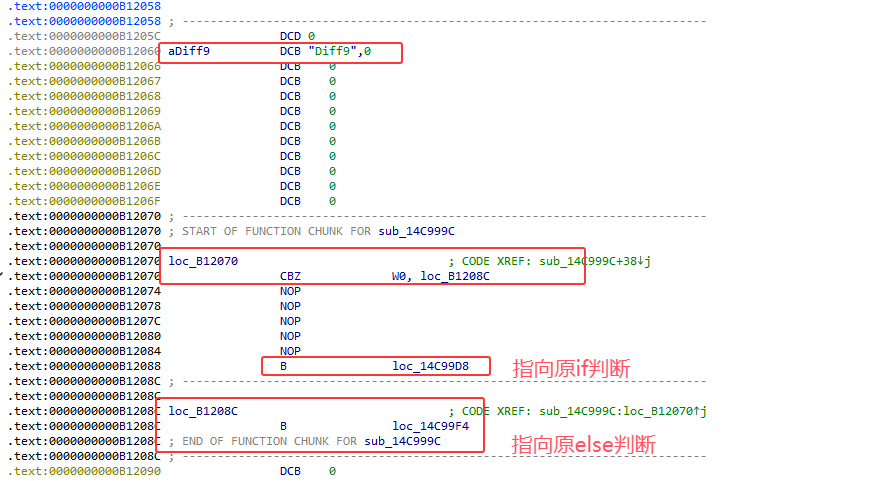 .text:0000000000B12058
.text:0000000000B12058 ; ---------------------------------------------------------------------------
.text:0000000000B1205C DCD 0
.text:0000000000B12060 aDiff9 DCB "Diff9",0
.text:0000000000B12066 DCB 0
.text:0000000000B12067 DCB 0
.text:0000000000B12068 DCB 0
.text:0000000000B12069 DCB 0
.text:0000000000B1206A DCB 0
.text:0000000000B1206B DCB 0
.text:0000000000B1206C DCB 0
.text:0000000000B1206D DCB 0
.text:0000000000B1206E DCB 0
.text:0000000000B1206F DCB 0
.text:0000000000B12070 ; ---------------------------------------------------------------------------
.text:0000000000B12070 ; START OF FUNCTION CHUNK FOR sub_14C999C
.text:0000000000B12070
.text:0000000000B12070 loc_B12070 ; CODE XREF: sub_14C999C+38↓j
.text:0000000000B12070 CBZ W0, loc_B1208C
.text:0000000000B12074 NOP
.text:0000000000B12078 NOP
.text:0000000000B1207C NOP
.text:0000000000B12080 NOP
.text:0000000000B12084 NOP
.text:0000000000B12088 B loc_14C99D8 指向原if判断
.text:0000000000B1208C ; ---------------------------------------------------------------------------
.text:0000000000B1208C
.text:0000000000B1208C loc_B1208C ; CODE XREF: sub_14C999C:loc_B12070↑j
.text:0000000000B1208C B loc_14C99F4
.text:0000000000B1208C ; END OF FUNCTION CHUNK FOR sub_14C999C 指向原else判断
.text:0000000000B1208C ; ---------------------------------------------------------------------------
.text:0000000000B12090 DCB 0